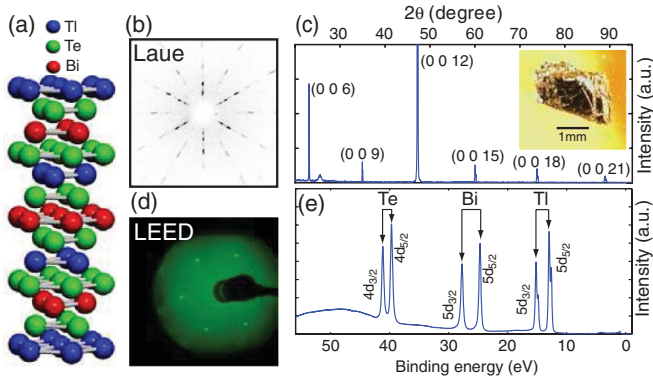 (a)
Tl
Te
Bi
(b)
Laue
(c)
2θ (degree)
30 40 50 60 70 80 90
(0 0 6)
(0 0 9)
(0 0 12)
(0 0 15)
(0 0 18)
(0 0 21)
1mm
Intensity (a.u.)
(d)
LEED
(e)
Te
Bi
Tl
4d3/2
4d5/2
5d3/2
5d5/2
5d3/2
5d5/2
Intensity (a.u.)
50 40 30 20 10 0
Binding energy (eV)